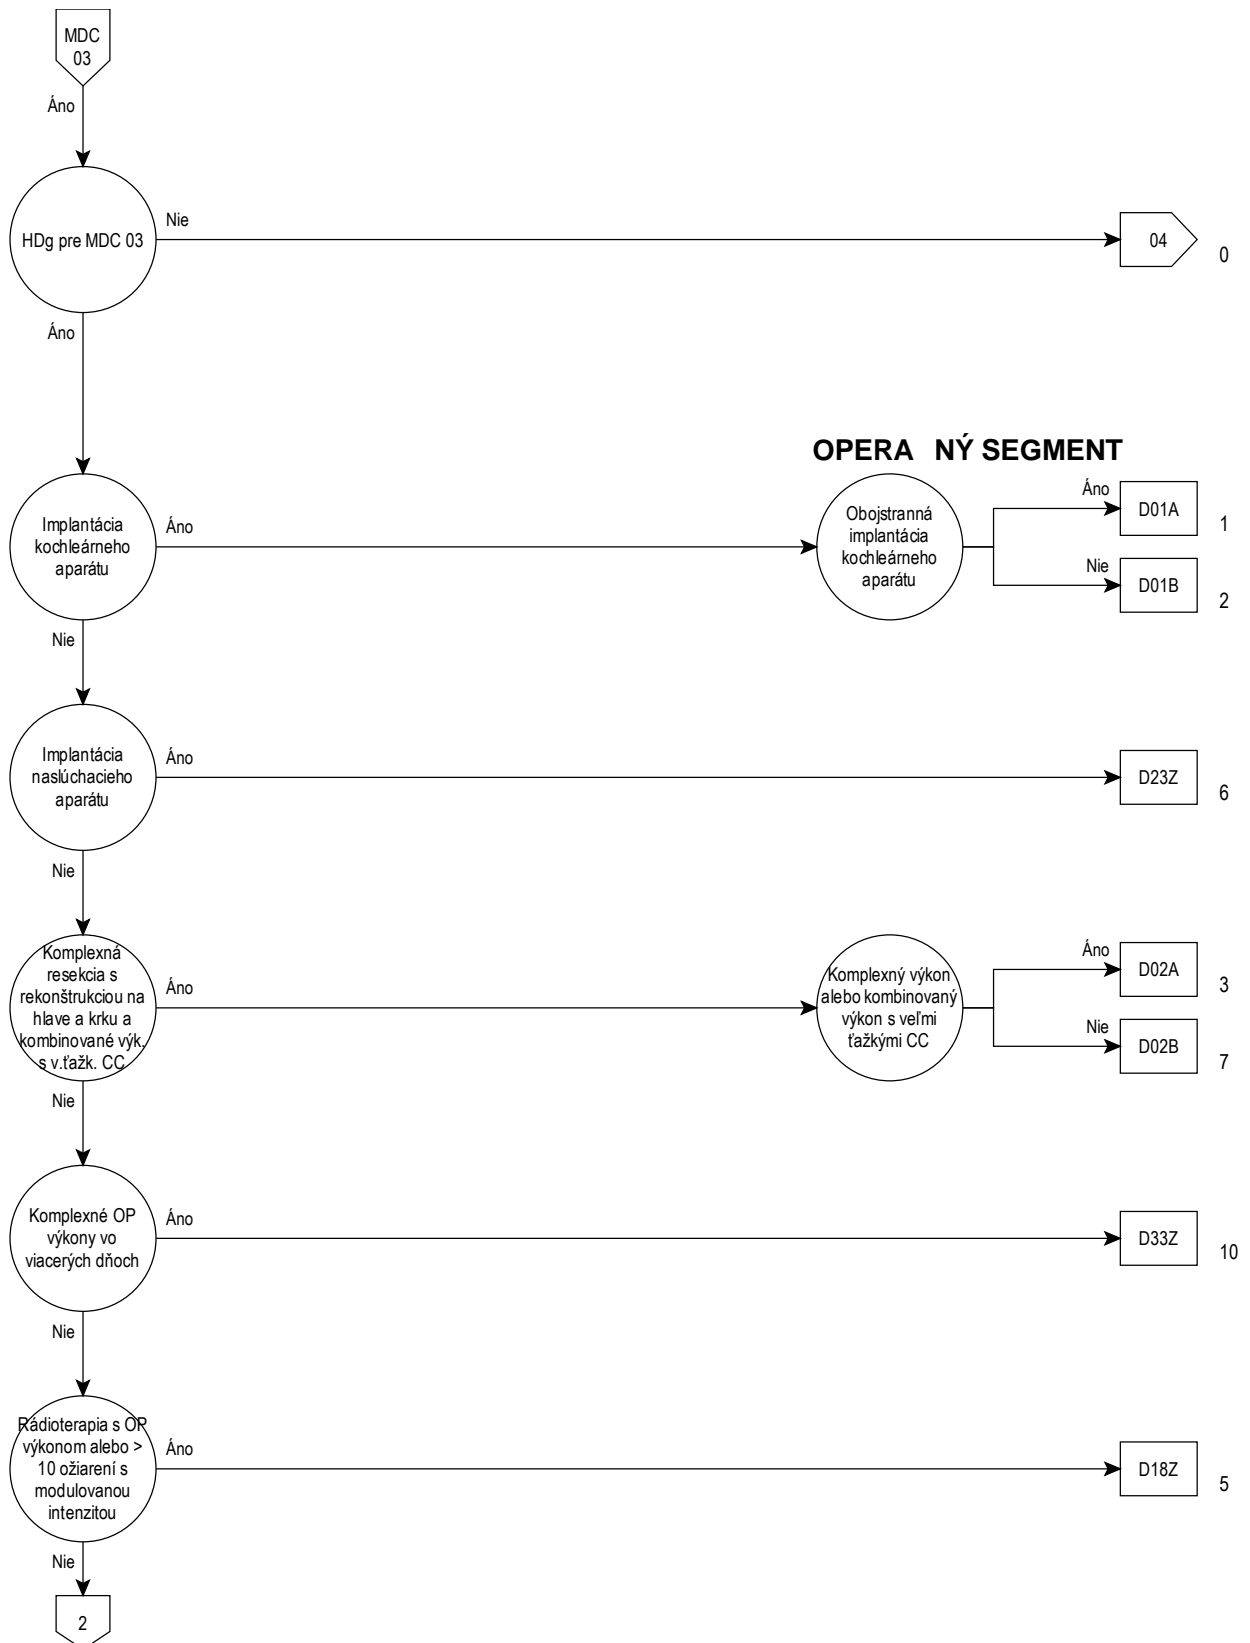 MDC
03
Áno
HDg pre MDC 03
Nie
04
0
Áno
OPERA NÝ SEGMENT
Implantácia
kochleárneho
aparátu
Áno
Obojstranná
implantácia
kochleárneho
aparátu
Áno
D01A
1
Nie
D01B
2
Nie
Implantácia
naslúchacieho
aparátu
Áno
D23Z
6
Nie
Komplexná
resekcia s
rekonštrukciou na
hlave a krku a
kombinované výk.
s v.ťažk. CC
Áno
Komplexný výkon
alebo kombinovaný
výkon s veľmi
ťažkými CC
Áno
D02A
3
Nie
D02B
7
Nie
Komplexné OP
výkony vo
viacerých dňoch
Áno
D33Z
10
Nie
Rádioterapia s OP
výkonom alebo >
10 ožiarení s
modulovanou
intenzitou
Áno
D18Z
5
Nie
2